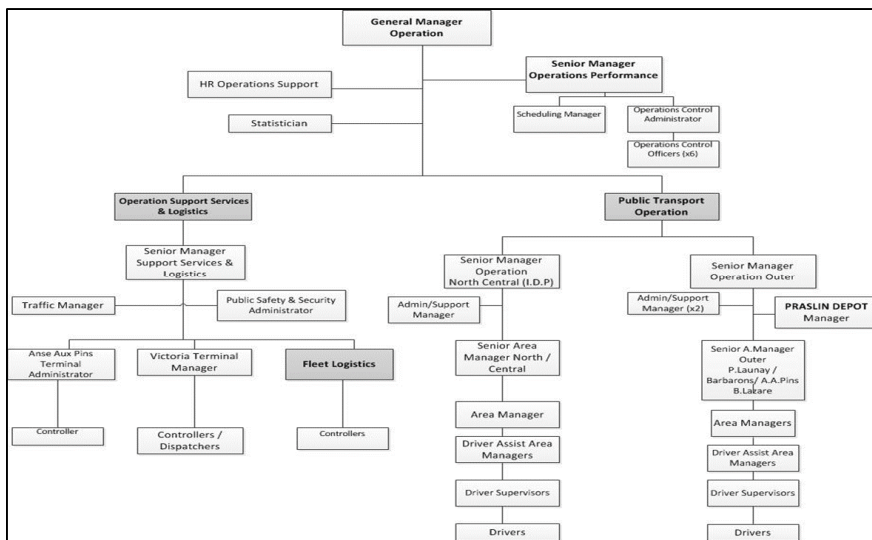 General Manager
Operation
Senior Manager
Operations Performance
HR Operations Support
Scheduling Manager
Operations Control
Administrator
Statistician
Operations Control
Officers (x6)
Operation Support Services
& Logistics
Public Transport
Operation
Senior Manager
Support Services &
Logistics
Senior Manager
Operation
North Central (I.D.P)
Senior Manager
Operation Outer
Traffic Manager
Public Safety & Security
Administrator
Admin/Support
Manager
Admin/Support
Manager (x2)
PRASLIN DEPOT
Manager
Anse Aux Pins
Terminal
Administrator
Victoria Terminal
Manager
Fleet Logistics
Senior Area
Manager North /
Central
Senior A.Manager
Outer
P.Launay /
Barbarons/ A.A.Pins
B.Lazare
Controller
Controllers /
Dispatchers
Controllers
Area Manager
Area Managers
Driver Assist Area
Managers
Driver Assist Area
Managers
Driver Supervisors
Driver Supervisors
Drivers
Drivers